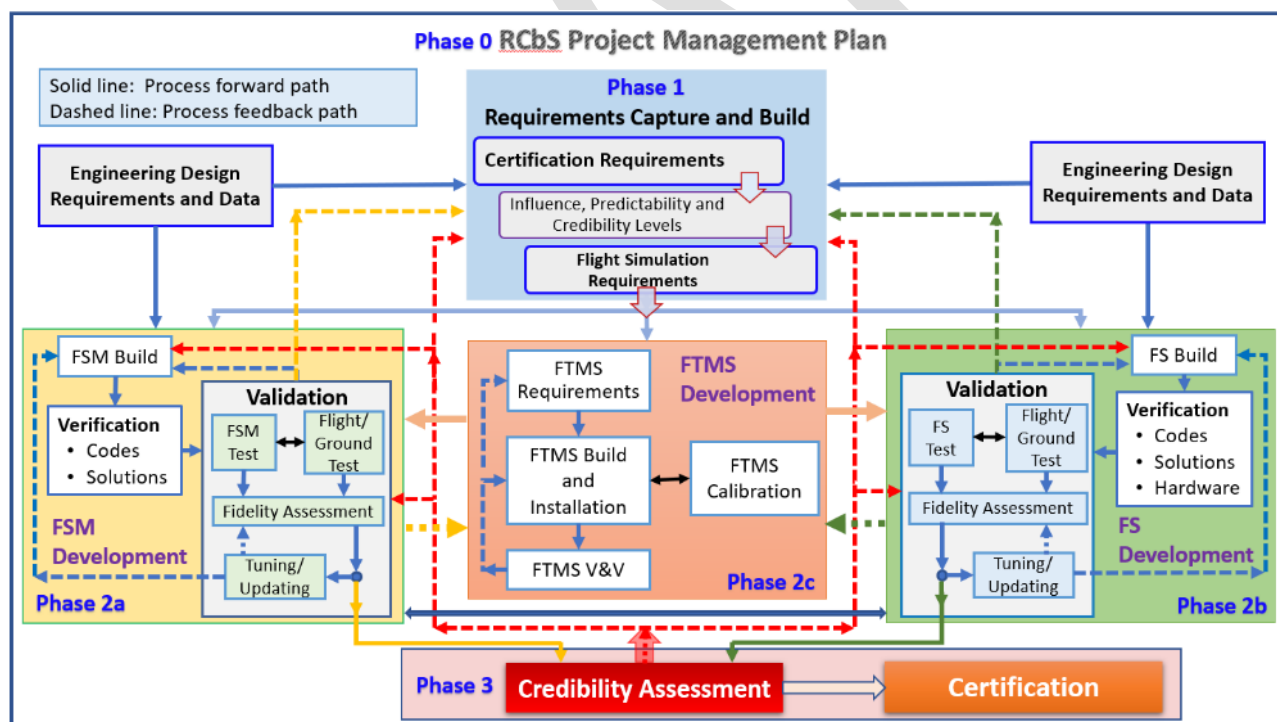 Phase 0 RCbS Project Management Plan
Solid line: Process forward path
Dashed line: Process feedback path
Phase 1
Requirements Capture and Build
Certification Requirements
Influence, Predictability and
Credibility Levels
Flight Simulation
Requirements
Engineering Design
Requirements and Data
Engineering Design
Requirements and Data
FSM Build
Verification
• Codes
• Solutions
Validation
FSM
Test
Flight/
Ground
Test
Fidelity Assessment
Tuning/
Updating
FSM
Development
Phase 2a
FTMS
Requirements
FTMS
Development
FTMS Build
and
Installation
FTMS
Calibration
FTMS V&V
Phase 2c
FS Build
Validation
FS
Test
Flight/
Ground
Test
Verification
• Codes
• Solutions
• Hardware
Fidelity Assessment
Tuning/
Updating
FS
Development
Phase 2b
Phase 3
Credibility Assessment
Certification